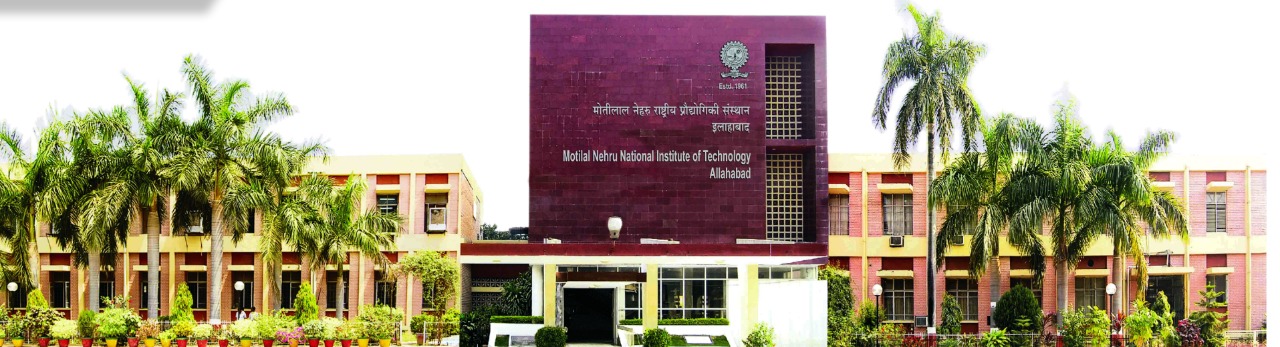 Estd. 1961
मोतीलाल नेहरु राष्ट्रीय प्रौद्योगिकी संस्थान
इलाहाबाद
Motilal Nehru National Institute of Technology
Allahabad